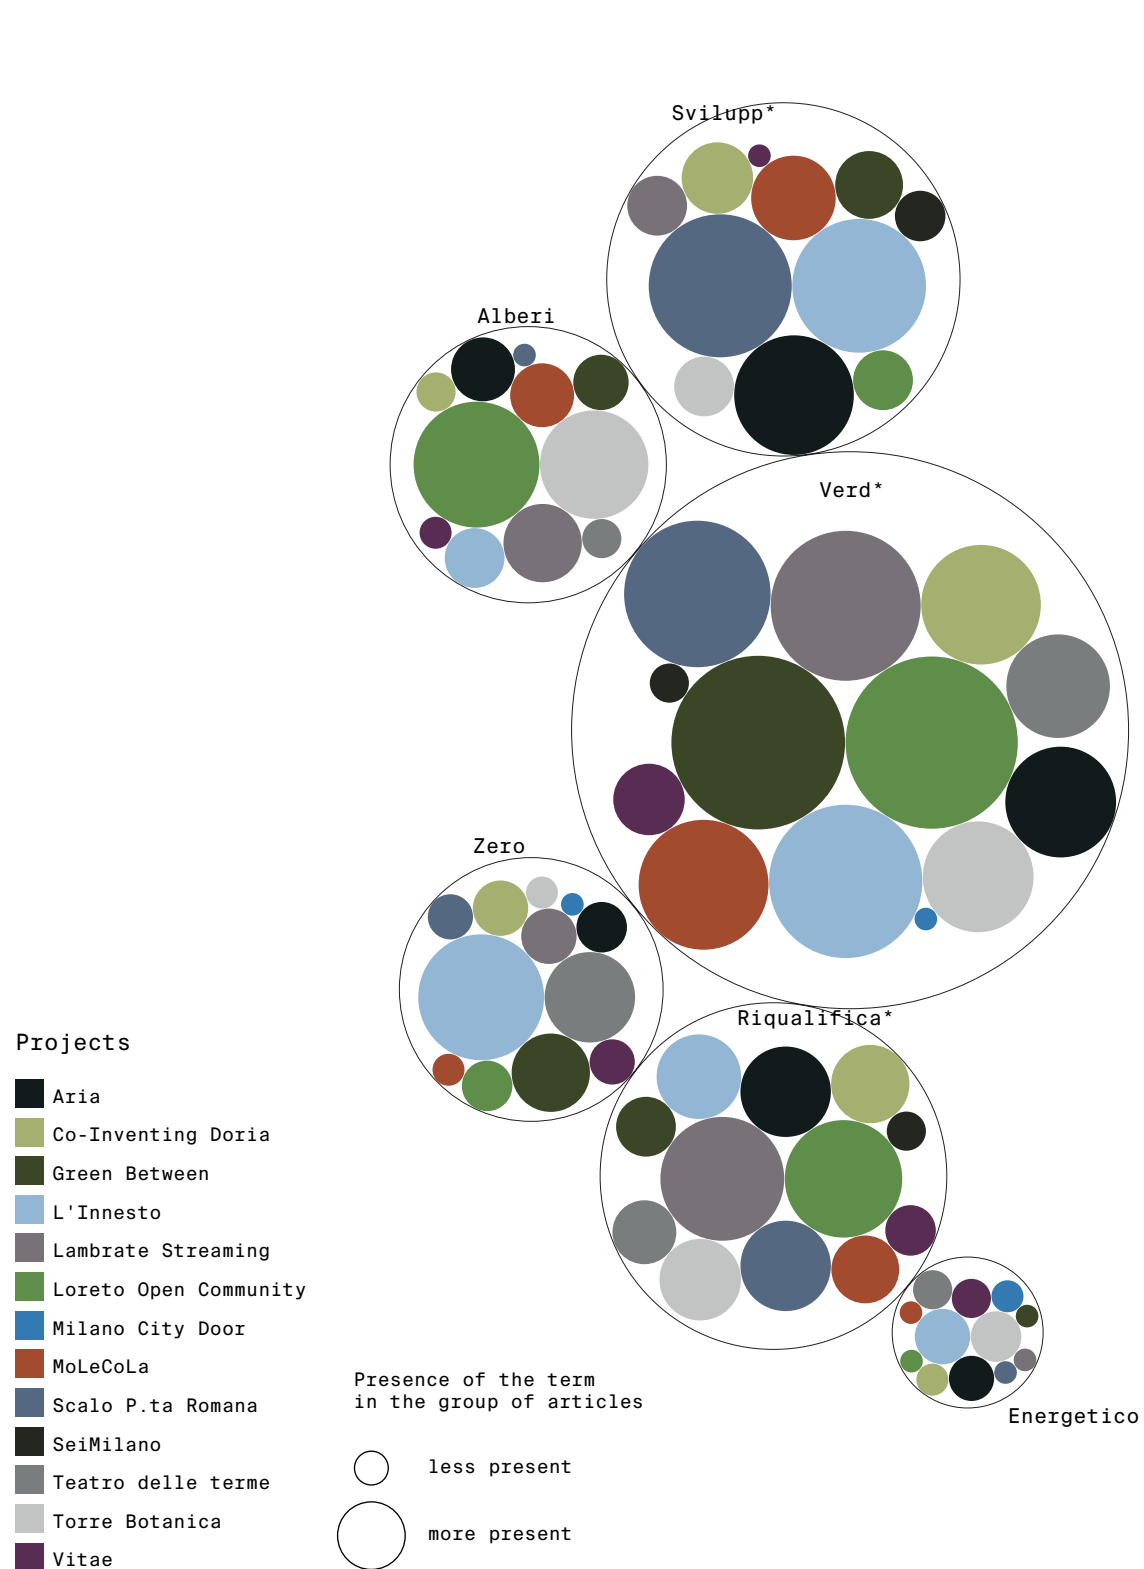 Svilupp*
Alberi
Verd*
Zero
Riqualifica*
Energetico
Projects
Aria
Co-Inventing Doria
Green Between
L'Innesto
Lambrate Streaming
Loreto Open Community
Milano City Door
MoLeCoLa
Scalo P.ta Romana
SeiMilano
Teatro delle terme
Torre Botanica
Vitae
Presence of the term
in the group of articles
less present
more present